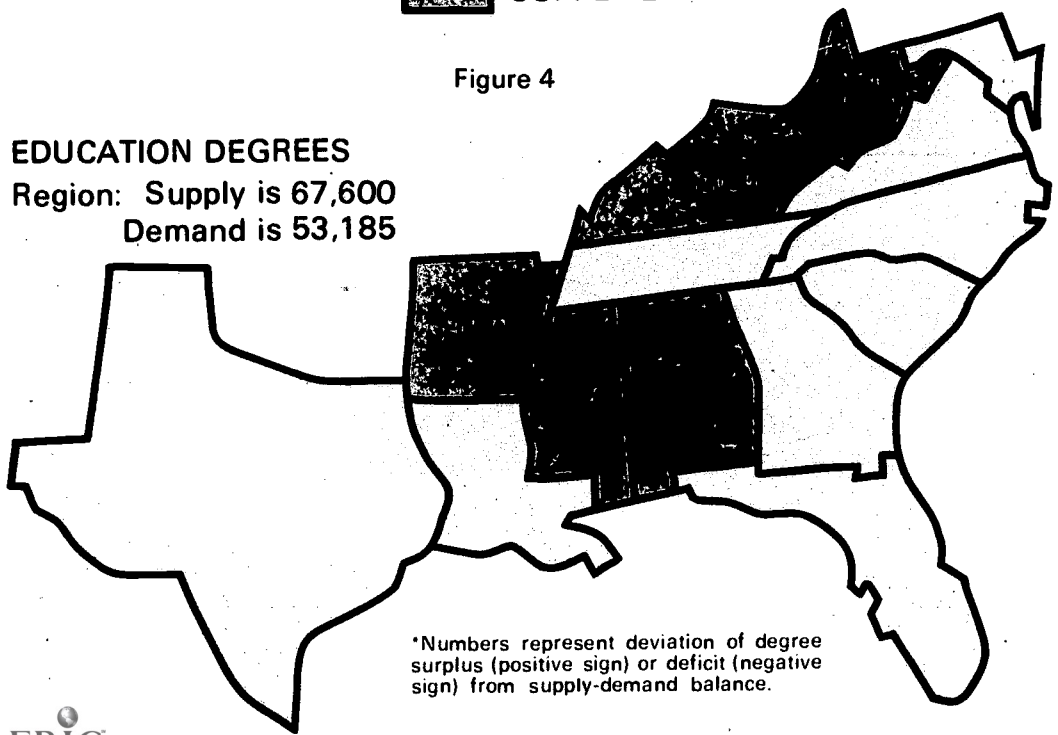 Figure 4
EDUCATION DEGREES
Region: Supply is 67,600
Demand is 53,185
*Numbers represent deviation of degree
surplus (positive sign) or deficit (negative
sign) from supply-demand balance.
ERIC